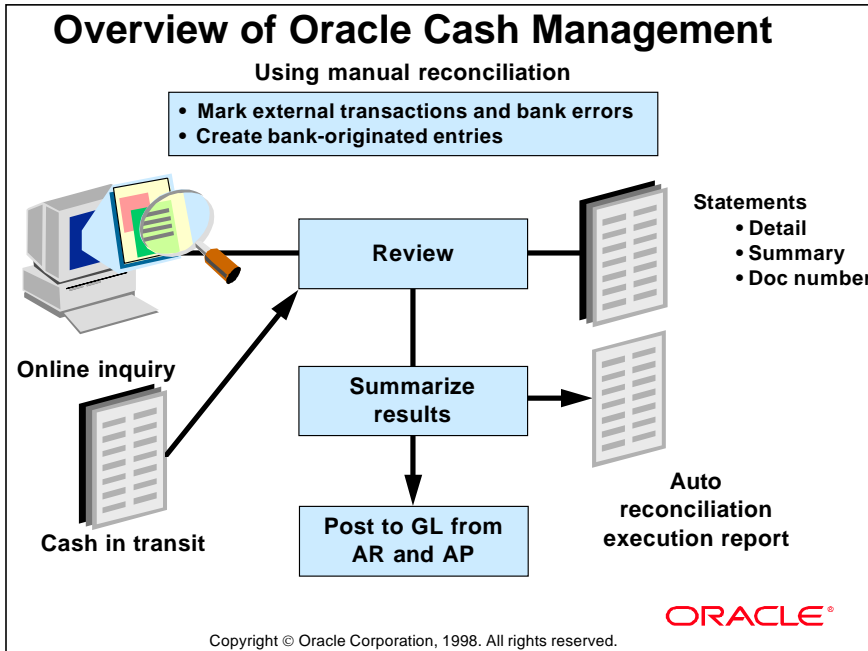 Overview of Oracle Cash Management
Using manual reconciliation
• Mark external transactions and bank errors
• Create bank-originated entries
Review
Statements
• Detail
• Summary
• Doc number
Online inquiry
Summarize
results
Cash in transit
Post to GL from
AR and AP
Auto
reconciliation
execution report
ORACLE®
Copyright © Oracle Corporation, 1998. All rights reserved.